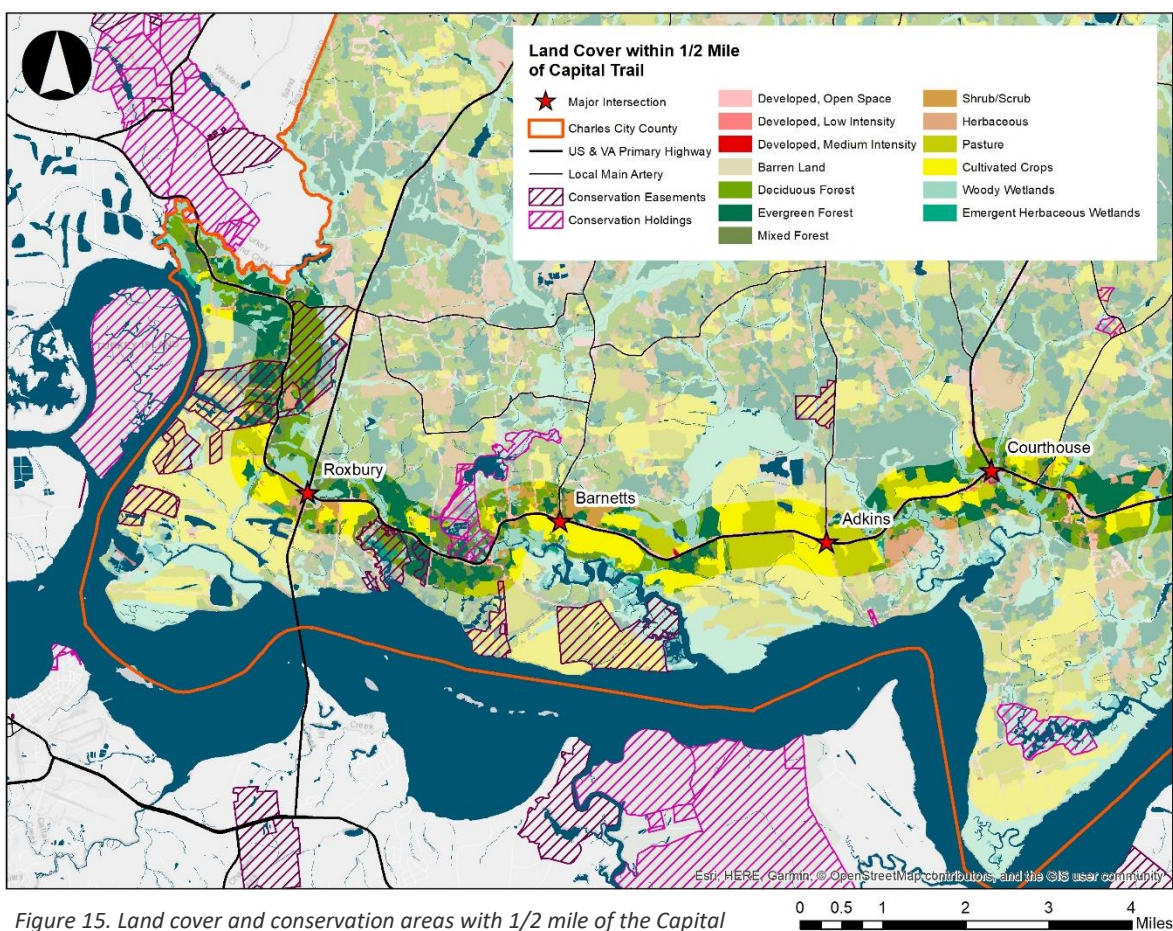 Land Cover within 1/2 Mile
of Capital Trail
Major Intersection
Charles City County
US & VA Primary Highway
Local Main Artery
Conservation Easements
Conservation Holdings
Developed, Open Space
Developed, Low Intensity
Developed, Medium Intensity
Barren Land
Deciduous Forest
Evergreen Forest
Mixed Forest
Shrub/Scrub
Herbaceous
Pasture
Cultivated Crops
Woody Wetlands
Emergent Herbaceous Wetlands
Roxbury
Barnetts
Adkins
Courthouse
Esri, HERE, Garmin, © OpenStreetMap contributors, and the GIS user community
Figure 15. Land cover and conservation areas with 1/2 mile of the Capital
0 0.5 1 2 3 4
Miles